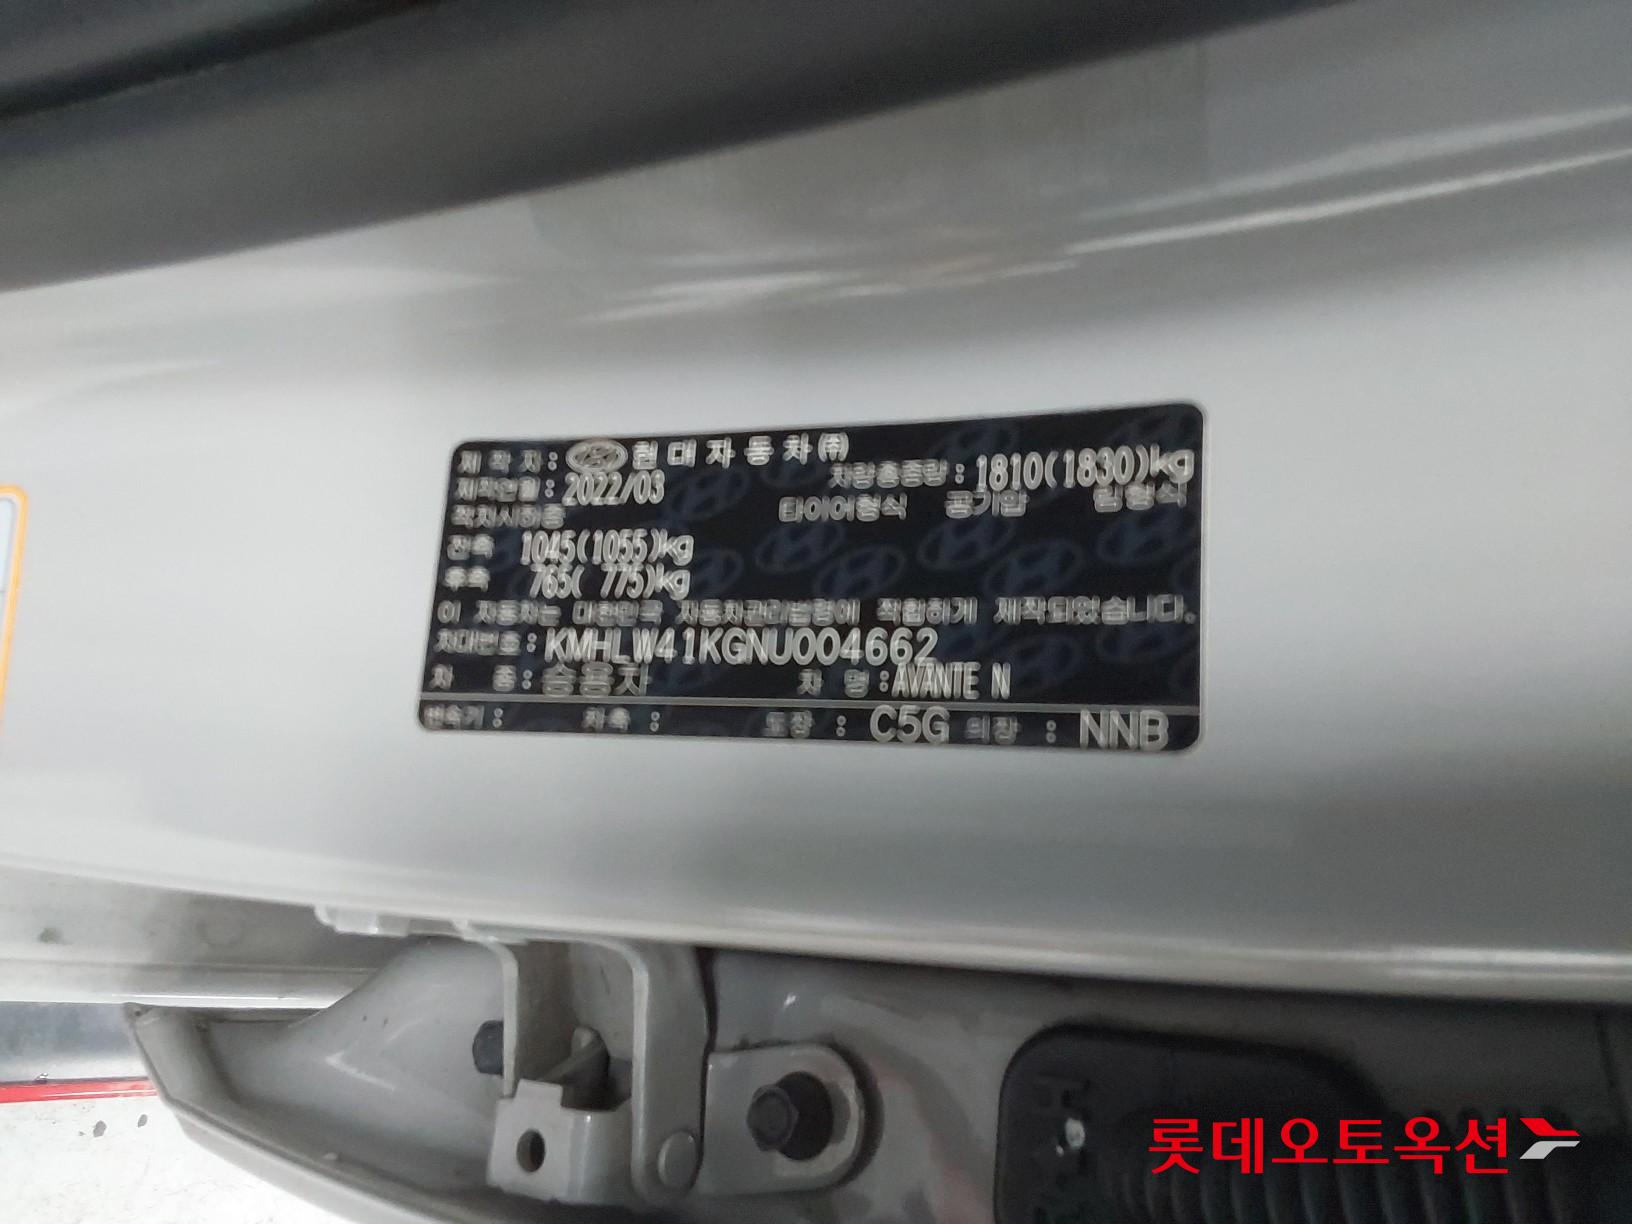 제 작 자 : 현 대 자 동 차 ㈜
제작연월 : 2022/03 차량총중량 : 1810(1830)kg
착차시하중 타이어형식 공기압 림형식
전축 1045(1055)kg
후축 765( 775)kg
이 자동차는 대한민국 자동차관리법령에 적합하게 제작되었습니다.
차대번호 : KMHLW41KGNU004662
차 종 : 승용차 차 명 : AVANTE N
변속기 : 차축 : 도장 : C5G 의장 : NNB
롯데오토옥션